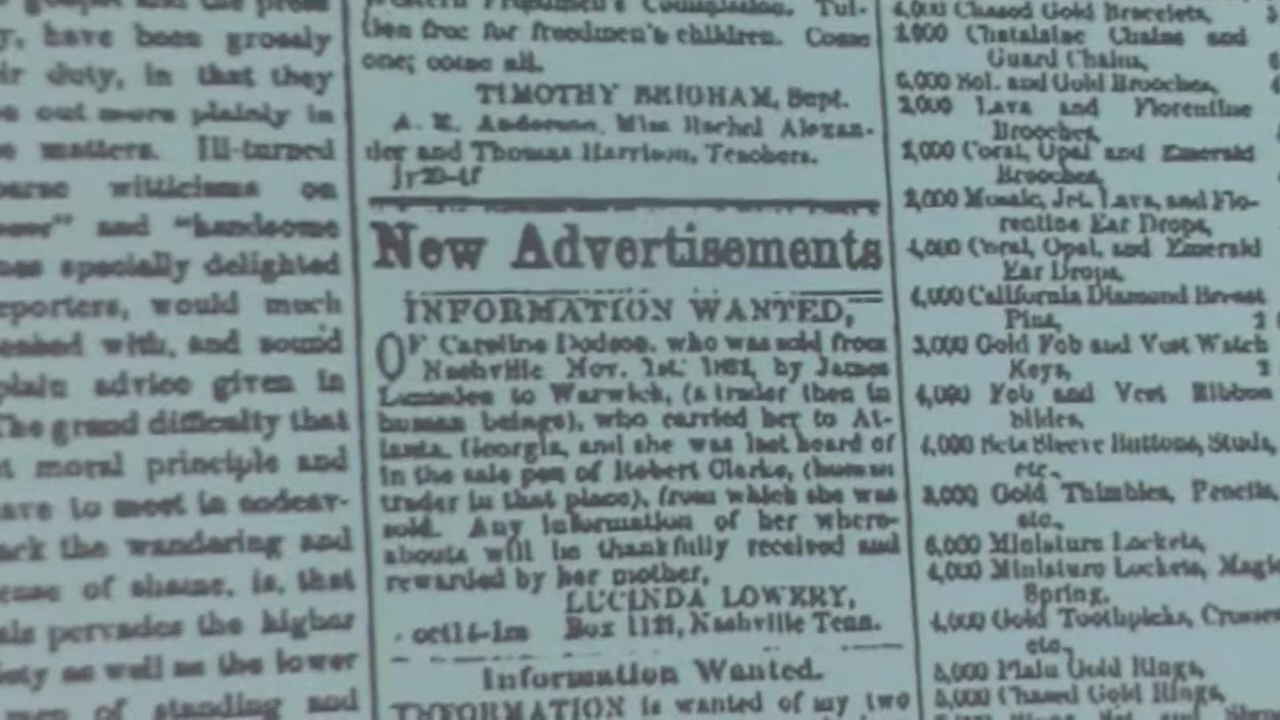 y, have been grossly
ir duty, in that they
e out more plainly in
e matters. Ill-turned
witticisms on
and "handsome
specially delighted
eporters, would much
with, and sound
plain advice given in
The grand difficulty that
t moral principle and
ave to meet in endeav-
ack the wandering and
ense of shame, is, that
pervades the higher
iety as well as the lower
men of standing and
Western Freedmen's Commission. Tui-
tion free for freedmen's children. Come
one; come all.
TIMOTHY BRIGHAM, Supt.
A. E. Anderson, Miss Rachel Alexan-
der and Thomas Harrison, Teachers.
New Advertisements
INFORMATION WANTED,
OF Caroline Dodson, who was sold from
Nashville Nov. 1st, by James
to Warwick, (a trader then in
human beings), who carried her to At-
lanta, Georgia, and she was last heard of
in the sale pen of Robert Clarke, (human
trader in that place), from which she was
sold. Any information of her where-
abouts will be thankfully received and
rewarded by her mother,
LUCINDA LOWERY,
Box 1121, Nashville Tenn.
Information Wanted.
INFORMATION is wanted of my two
4,000 Chased Gold Bracelets,
Chatalaine Chains and
Guard Chains,
Sol. and Gold Brooches,
2,000 Lava and Florentine
Brooches,
Coral, Opal and Emerald
Brooches,
2,000 Mosaic, Jet, Lava, and Flo-
rentine Ear Drops,
4,000 Coral, Opal, and Emerald
Ear Drops,
4,000 California Diamond Breast
Pins,
3,000 Gold Fob and Vest Watch
Keys,
4,000 Fob and Vest Ribbon
Slides,
4,000 Sets Sleeve Buttons, Studs,
etc.,
3,000 Gold Thimbles, Pencils,
etc.,
6,000 Miniature Lockets,
4,000 Miniature Lockets, Magic
Spring,
4,000 Gold Toothpicks, Crosses
etc.,
5,000 Plain Gold Rings,
5,000 Chased Gold Rings,